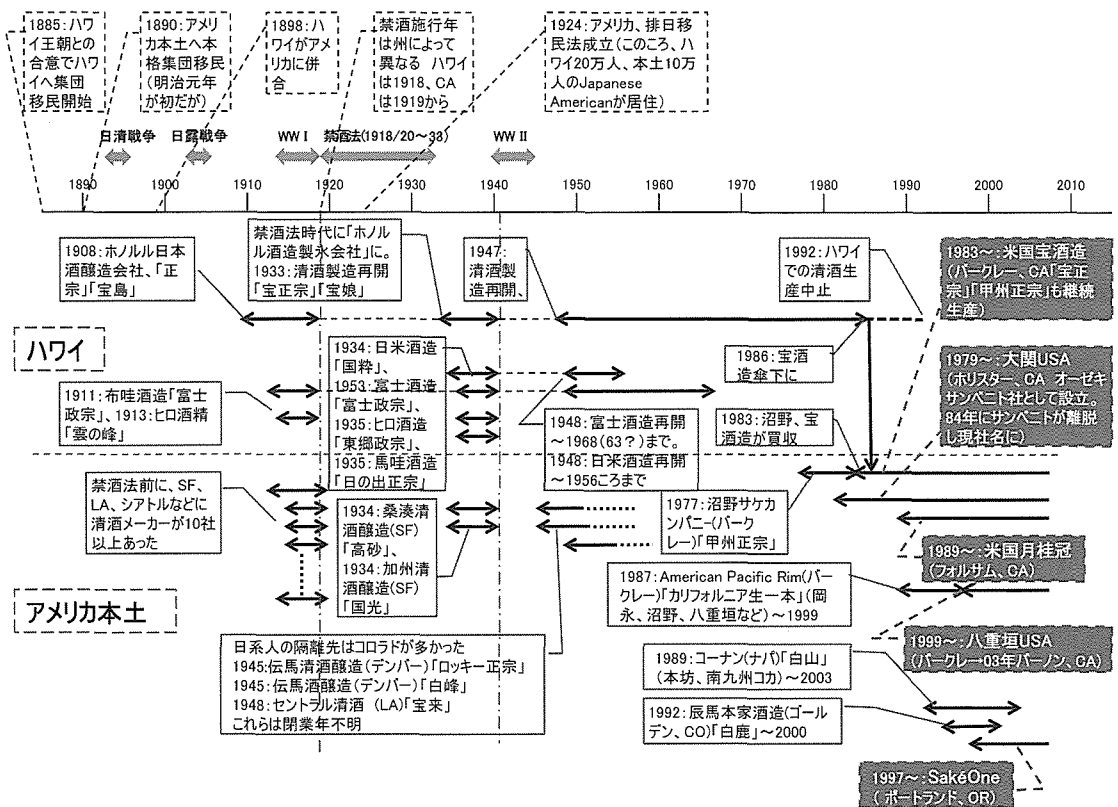 1885:ハワ
イ王朝との
合意でハワ
イへ集団
移民開始
1890:アメリ
カ本土へ本
格集団移民
(明治元年
が初だが)
1898:ハ
ワイがアメ
リカに併
合
禁酒施行年
は州によって
異なる ハワイ
は1918、CA
は1919から
1924:アメリカ、排日移
民法成立(このころ、ハ
ワイ20万人、本土10万
人のJapanese
Americanが居住)
日清戦争
日露戦争
WW I
禁酒法(1918/20~33)
WW II
1890
1900
1910
1920
1930
1940
1950
1960
1970
1980
1990
2000
2010
1908:ホノルル日本
酒醸造会社、「正
宗」「宝島」
禁酒法時代に「ホノル
ル酒造製氷会社」に。
1933:清酒製造再開
「宝正宗」「宝娘」
1947:
清酒製
造再開、
1992:ハワイ
での清酒生
産中止
1983~:米国宝酒造
(バークレー、CA「宝正
宗」「甲州正宗」も継続
生産)
ハワイ
1934:日米酒造
「国粋」、
1953:富士酒造
「富士政宗」、
1935:ヒロ酒造
「東郷政宗」、
1935:馬哇酒造
「日の出正宗」
1986:宝酒
造傘下に
1979~:大関USA
(ホリスター、CA オーゼキ
サンベニト社として設立。
84年にサンベニトが離脱
し現社名に)
1911:布哇酒造「富士
政宗」、1913:ヒロ酒精
「雲の峰」
1948:富士酒造再開
~1968(63?)まで。
1948:日米酒造再開
~1956ころまで
1983:沼野、宝
酒造が買収
禁酒法前に、SF、
LA、シアトルなどに
清酒メーカーが10社
以上あった
1934:桑湊清
酒醸造(SF)
「高砂」、
1934:加州清
酒醸造(SF)
「国光」
1977:沼野サケカ
ンパニー(バーク
レー)「甲州正宗」
1989~:米国月桂冠
(フォルサム、CA)
アメリカ本土
1987:American Pacific Rim(バー
クレー)「カリフォルニア生一本」(岡
永、沼野、八重垣など)~1999
1999~:八重垣USA
(バークレー→03年バーノン、CA)
日系人の隔離先はコロラドが多かった
1945:伝馬清酒醸造(デンバー)「ロッキー正宗」
1945:伝馬酒醸造(デンバー)「白峰」
1948:セントラル清酒 (LA)「宝来」
これらは閉業年不明
1989:コーナン(ナパ)「白山」
(本坊、南九州コカ)~2003
1992:辰馬本家酒造(ゴール
デン、CO)「白鹿」~2000
1997~:SakéOne
(ポートランド、OR)